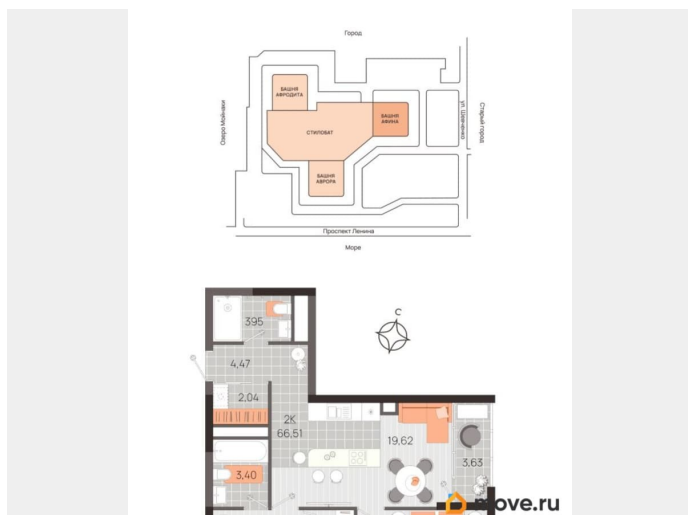 Город
БАШНЯ
АФРОДИТА
Озеро Мойнаки
СТИЛОБАТ
БАШНЯ
АФИНА
ул. Шевченко
Старый город
БАШНЯ
АВРОРА
Проспект Ленина
Море
С
3,95
4,47
2,04
2К
66,51
19,62
3,63
3,40
move.ru